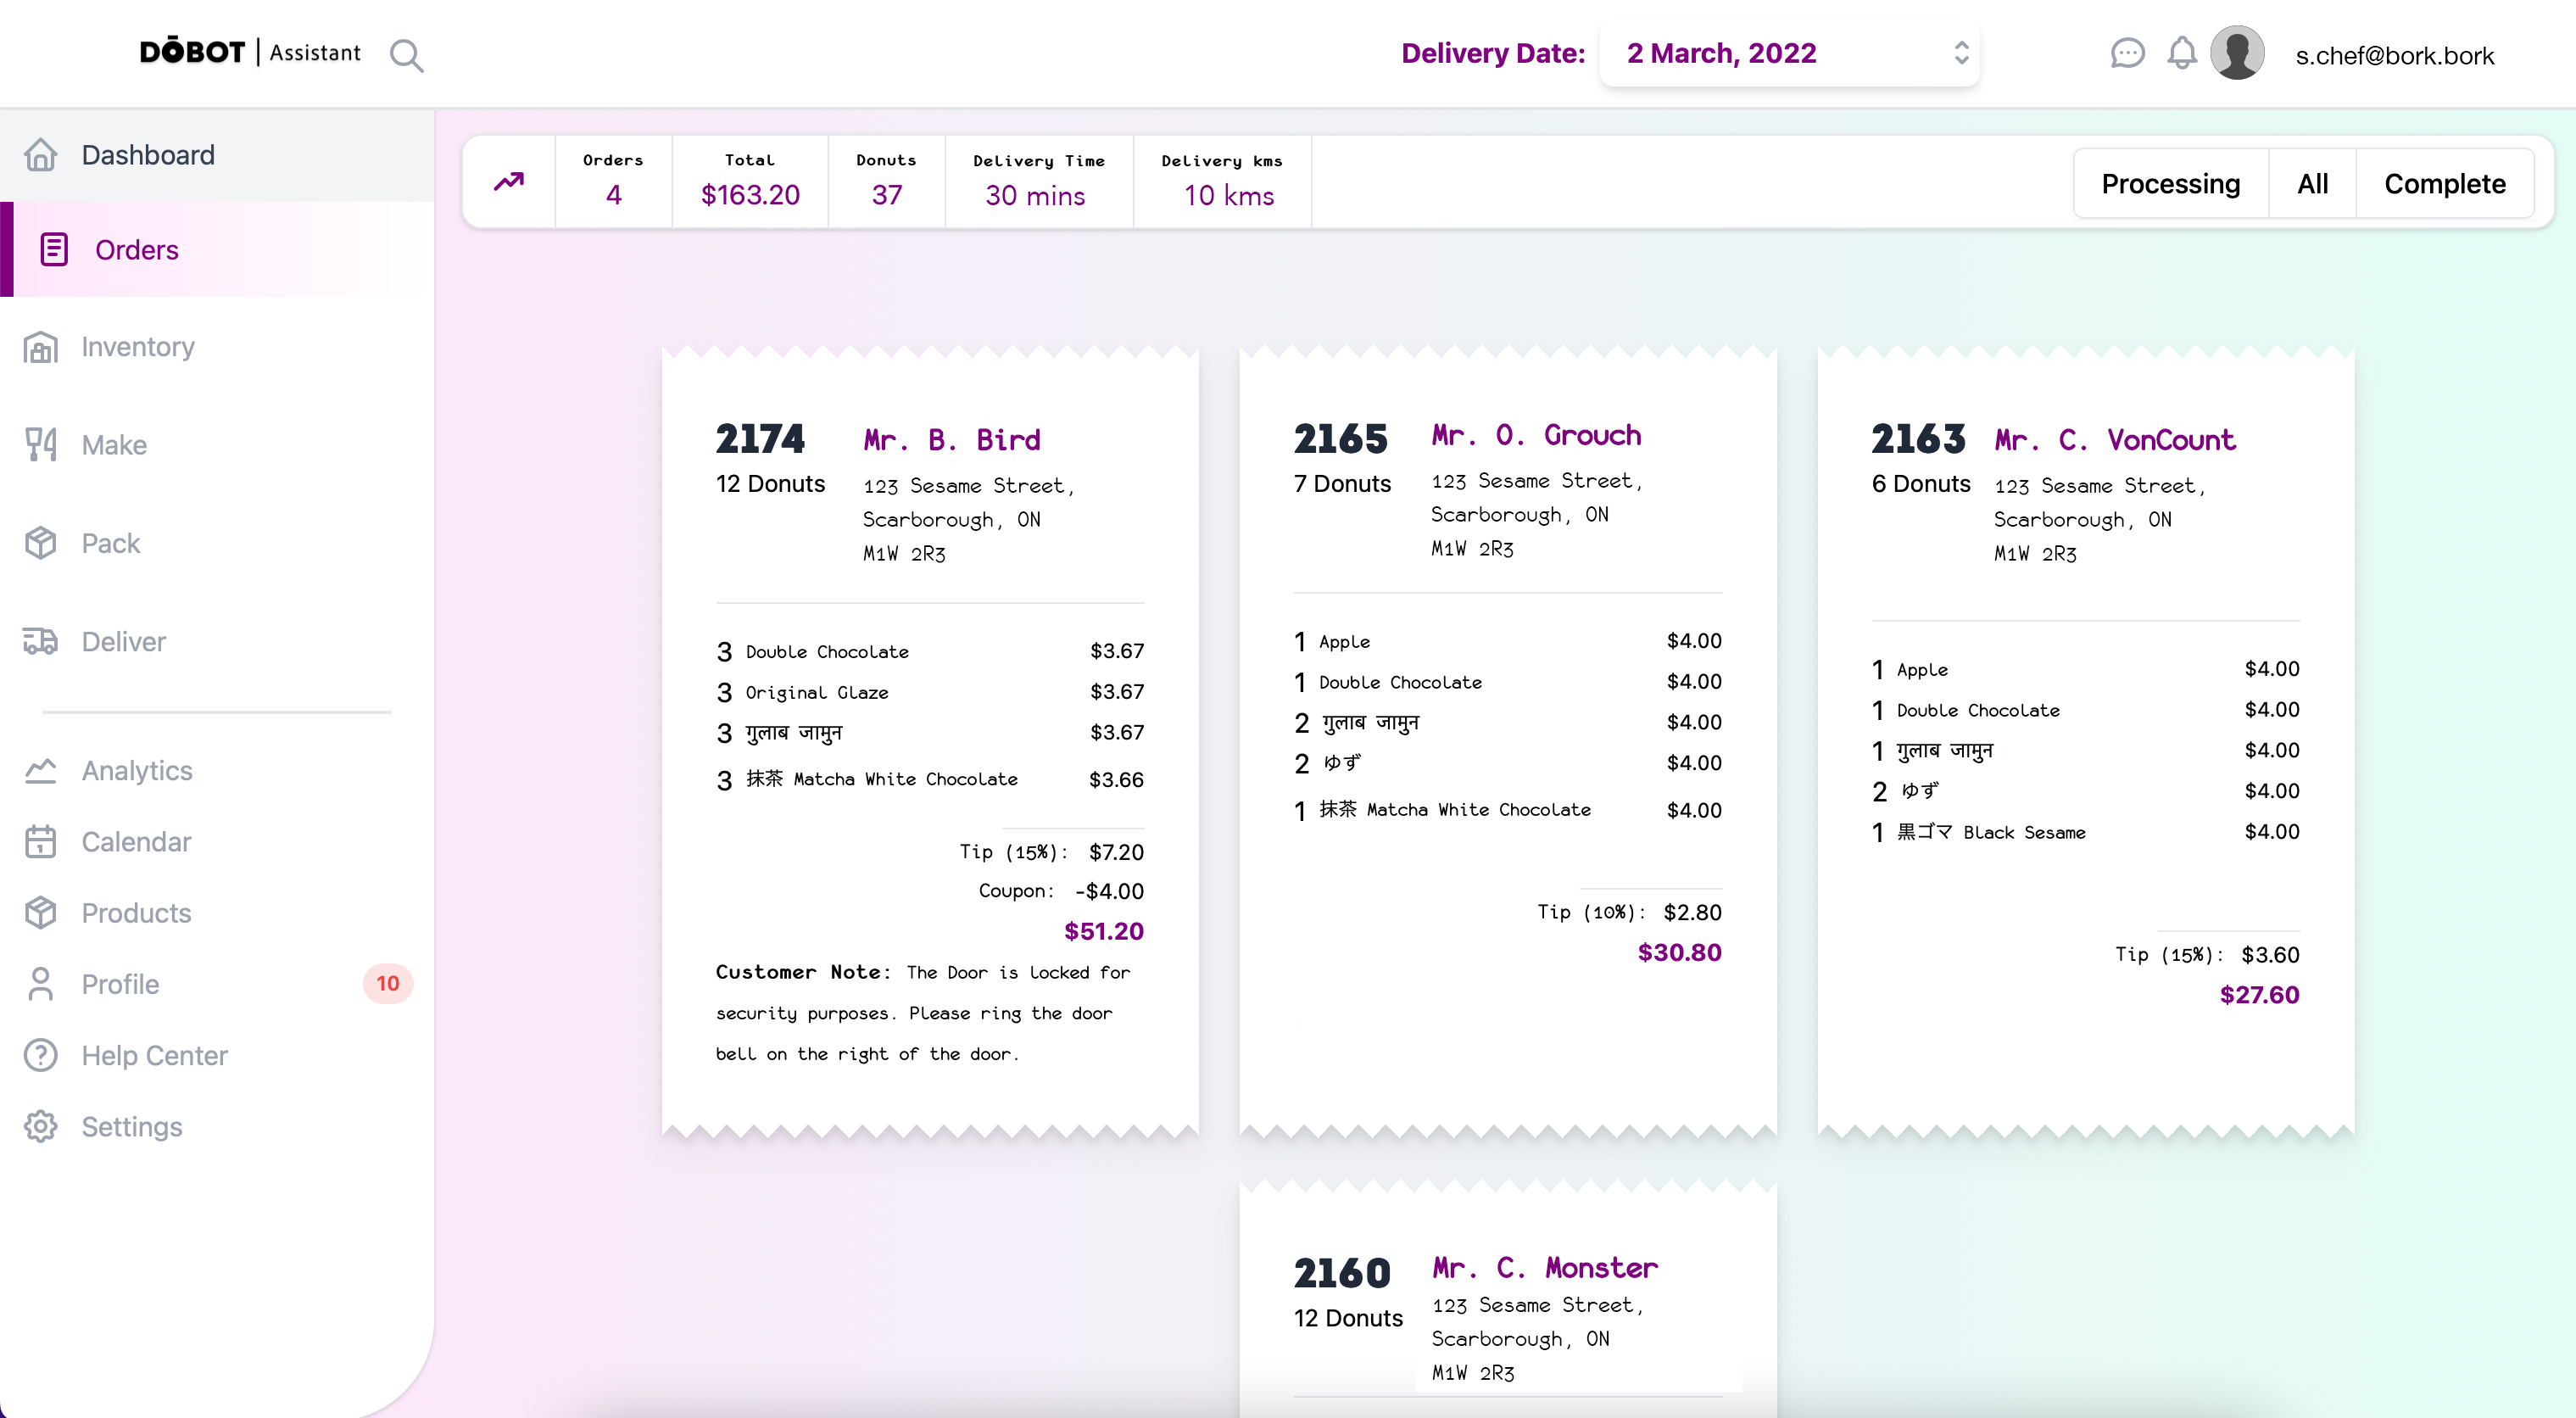 DŌBOT | Assistant
Delivery Date: 2 March, 2022
s.chef@bork.bork
Dashboard
Orders
Inventory
Make
Pack
Deliver
Analytics
Calendar
Products
Profile 10
Help Center
Settings
Orders
4
Total
$163.20
Donuts
37
Delivery Time
30 mins
Delivery kms
10 kms
Processing
All
Complete
2174
12 Donuts
Mr. B. Bird
123 Sesame Street,
Scarborough, ON
M1W 2R3
3 Double Chocolate $3.67
3 Original Glaze $3.67
3 गुलाब जामुन $3.67
3 抹茶 Matcha White Chocolate $3.66
Tip (15%): $7.20
Coupon: -$4.00
$51.20
Customer Note: The Door is locked for
security purposes. Please ring the door
bell on the right of the door.
2165
7 Donuts
Mr. O. Grouch
123 Sesame Street,
Scarborough, ON
M1W 2R3
1 Apple $4.00
1 Double Chocolate $4.00
2 गुलाब जामुन $4.00
2 ゆず $4.00
1 抹茶 Matcha White Chocolate $4.00
Tip (10%): $2.80
$30.80
2163
6 Donuts
Mr. C. VonCount
123 Sesame Street,
Scarborough, ON
M1W 2R3
1 Apple $4.00
1 Double Chocolate $4.00
1 गुलाब जामुन $4.00
2 ゆず $4.00
1 黒ゴマ Black Sesame $4.00
Tip (15%): $3.60
$27.60
2160
12 Donuts
Mr. C. Monster
123 Sesame Street,
Scarborough, ON
M1W 2R3